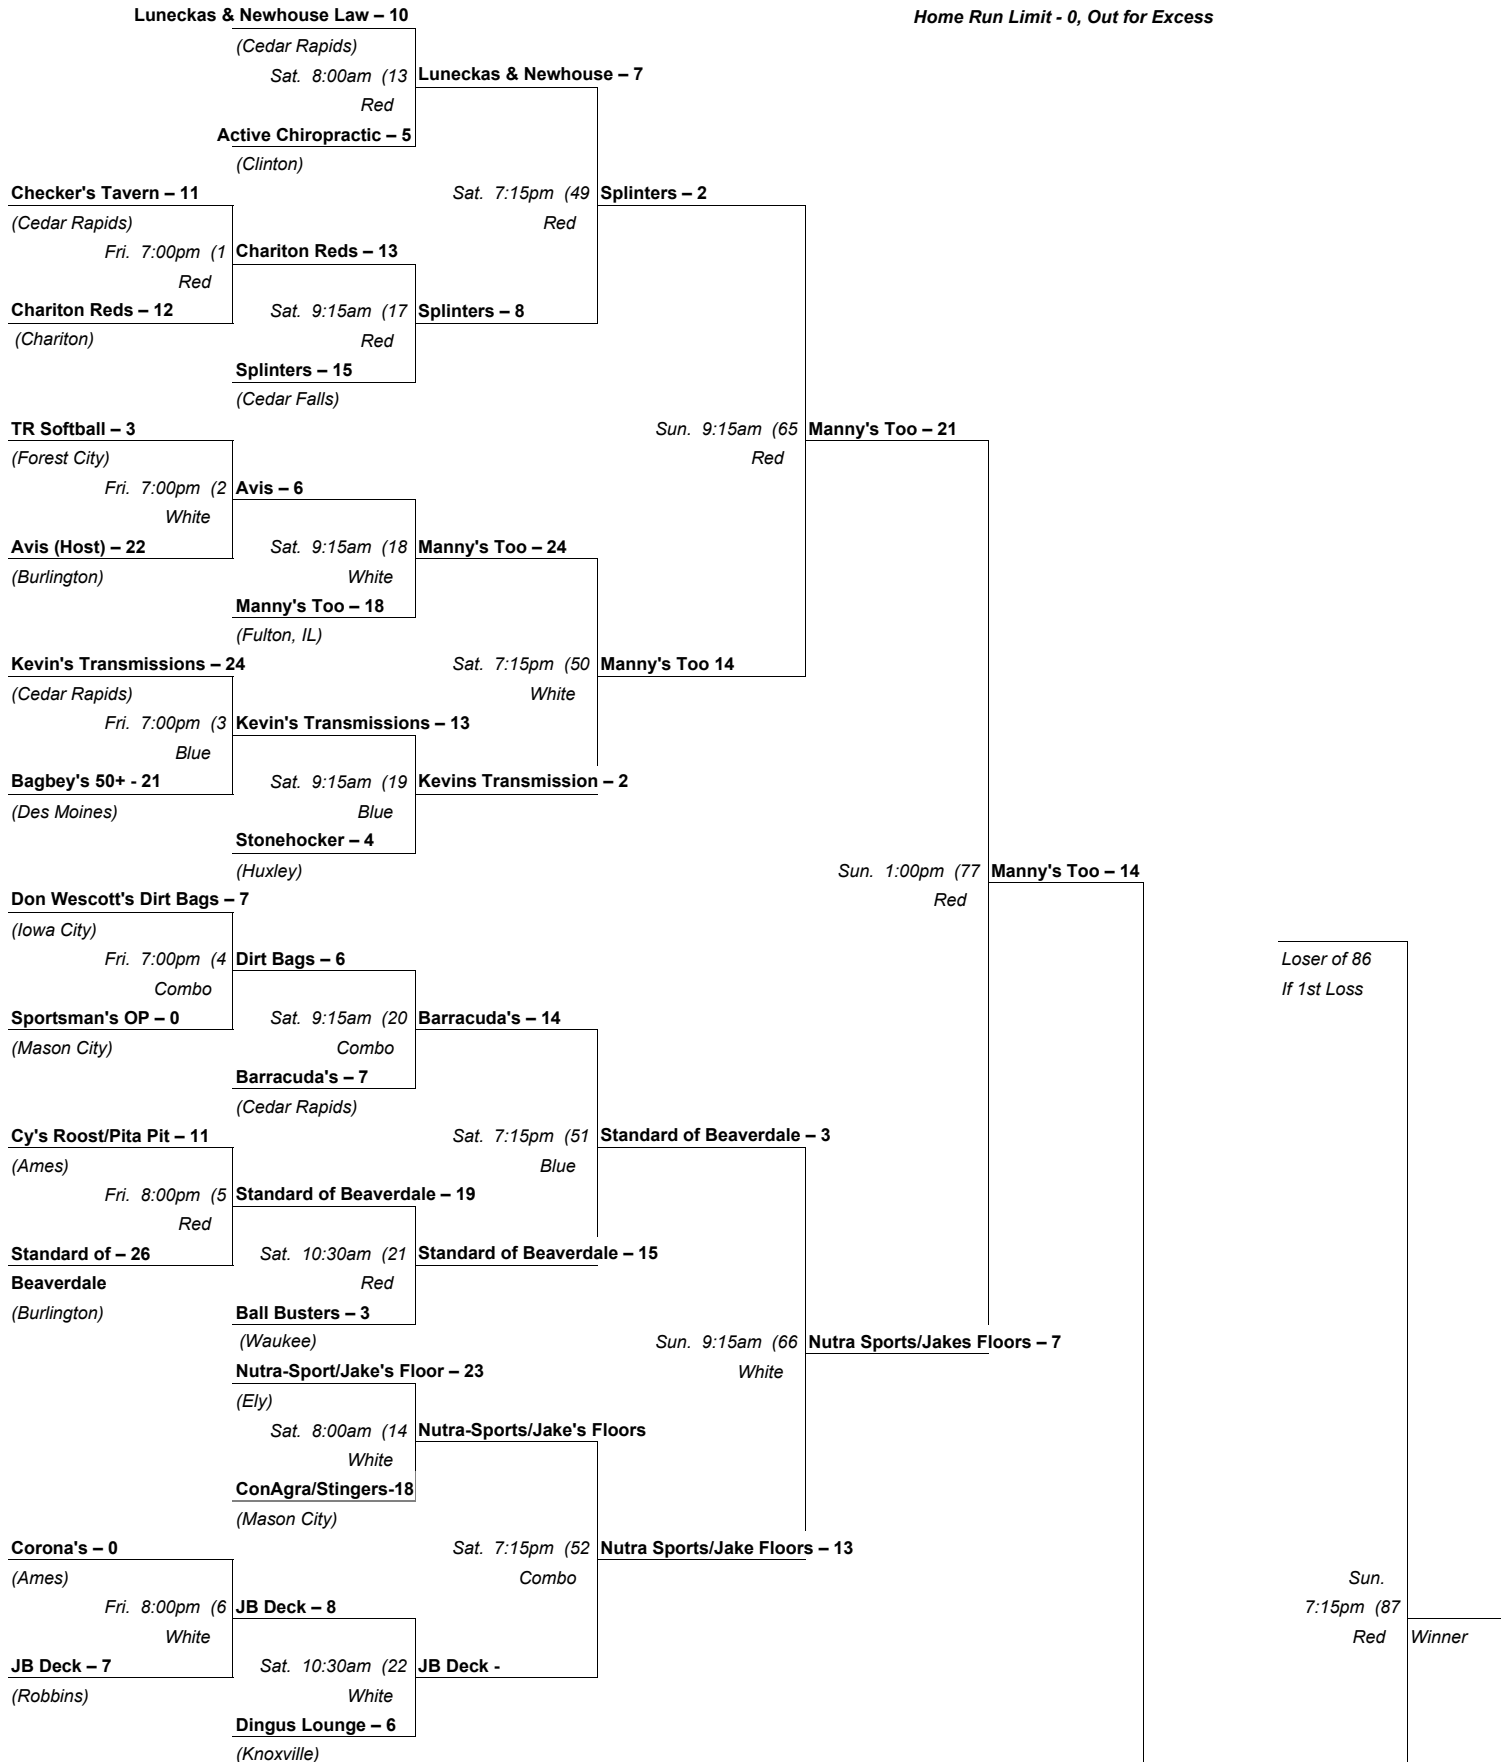 Luneckas & Newhouse Law – 10
Home Run Limit - 0, Out for Excess
(Cedar Rapids)
Sat. 8:00am (13
Luneckas & Newhouse – 7
Red
Active Chiropractic – 5
(Clinton)
Checker's Tavern – 11
Sat. 7:15pm (49
Splinters – 2
(Cedar Rapids)
Red
Fri. 7:00pm (1
Chariton Reds – 13
Red
Chariton Reds – 12
Sat. 9:15am (17
Splinters – 8
(Chariton)
Red
Splinters – 15
(Cedar Falls)
TR Softball – 3
Sun. 9:15am (65
Manny's Too – 21
(Forest City)
Red
Fri. 7:00pm (2
Avis – 6
White
Avis (Host) – 22
Sat. 9:15am (18
Manny's Too – 24
(Burlington)
White
Manny's Too – 18
(Fulton, IL)
Kevin's Transmissions – 24
Sat. 7:15pm (50
Manny's Too 14
(Cedar Rapids)
White
Fri. 7:00pm (3
Kevin's Transmissions – 13
Blue
Bagbey's 50+ - 21
Sat. 9:15am (19
Kevins Transmission – 2
(Des Moines)
Blue
Stonehocker – 4
(Huxley)
Sun. 1:00pm (77
Manny's Too – 14
Don Wescott's Dirt Bags – 7
Red
(Iowa City)
Fri. 7:00pm (4
Dirt Bags – 6
Loser of 86
Combo
If 1st Loss
Sportsman's OP – 0
Sat. 9:15am (20
Barracuda's – 14
(Mason City)
Combo
Barracuda's – 7
(Cedar Rapids)
Cy's Roost/Pita Pit – 11
Sat. 7:15pm (51
Standard of Beaverdale – 3
(Ames)
Blue
Fri. 8:00pm (5
Standard of Beaverdale – 19
Red
Standard of – 26
Sat. 10:30am (21
Standard of Beaverdale – 15
Beaverdale
Red
(Burlington)
Ball Busters – 3
(Waukee)
Sun. 9:15am (66
Nutra Sports/Jakes Floors – 7
Nutra-Sport/Jake's Floor – 23
White
(Ely)
Sat. 8:00am (14
Nutra-Sports/Jake's Floors
White
ConAgra/Stingers-18
(Mason City)
Corona's – 0
Sat. 7:15pm (52
Nutra Sports/Jake Floors – 13
(Ames)
Combo
Sun.
Fri. 8:00pm (6
JB Deck – 8
7:15pm (87
White
Red
Winner
JB Deck – 7
Sat. 10:30am (22
JB Deck -
(Robbins)
White
Dingus Lounge – 6
(Knoxville)